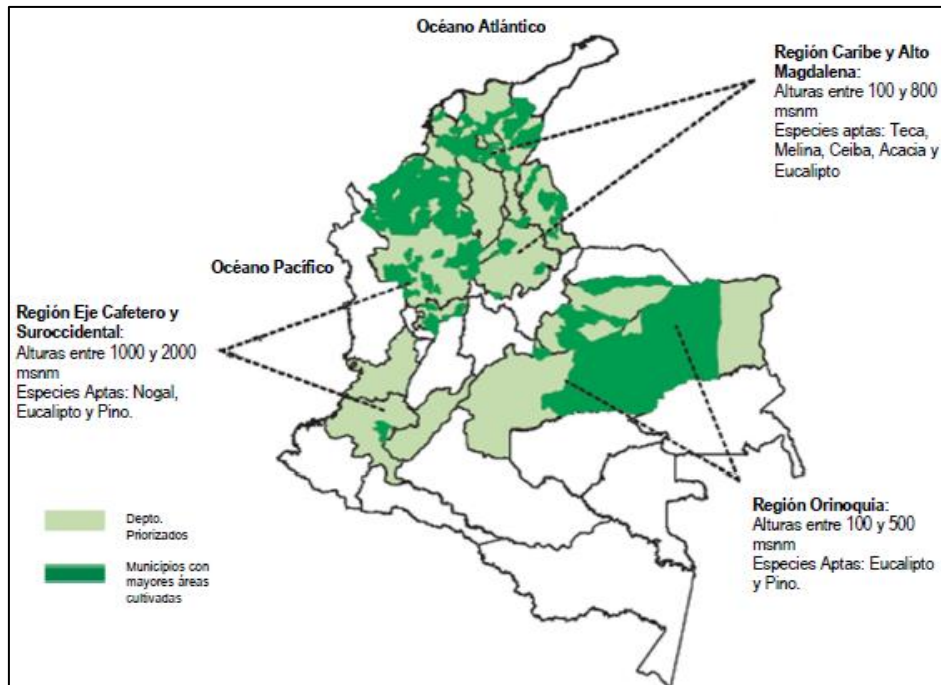 Océano Atlántico
Región Caribe y Alto
Magdalena:
Alturas entre 100 y 800
msnm
Especies aptas: Teca,
Melina, Ceiba, Acacia y
Eucalipto
Océano Pacífico
Región Eje Cafetero y
Suroccidental:
Alturas entre 1000 y 2000
msnm
Especies Aptas: Nogal,
Eucalipto y Pino.
Región Orinoquia:
Alturas entre 100 y 500
msnm
Especies Aptas: Eucalipto
y Pino.
Depto.
Priorizados
Municipios con
mayores áreas
cultivadas